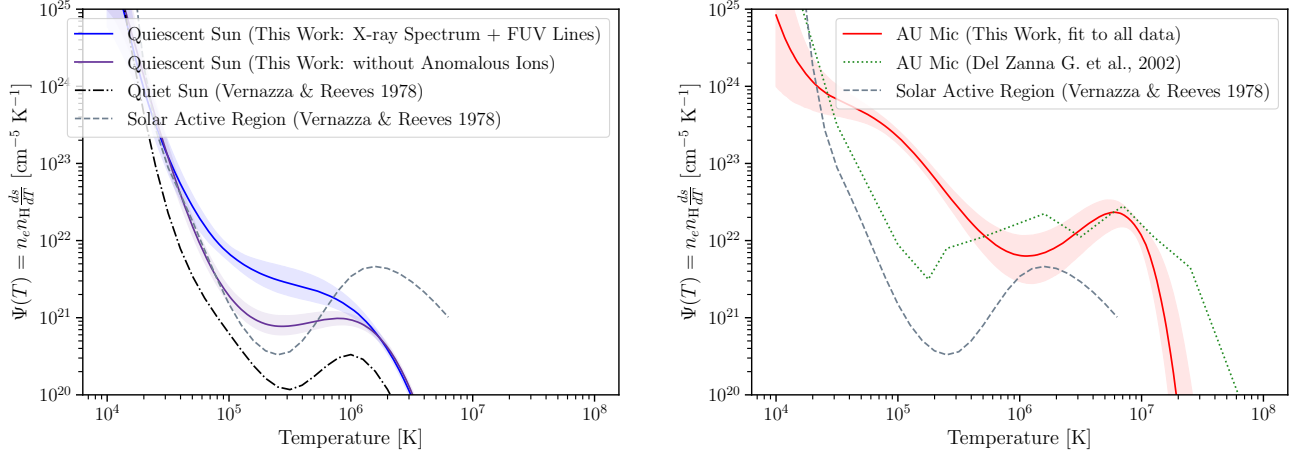 10^25
10^24
10^23
10^22
10^21
10^20
Ψ(T) = n_e n_H ds/dT [cm^−5 K^−1]
Quiescent Sun (This Work: X-ray Spectrum + FUV Lines)
Quiescent Sun (This Work: without Anomalous Ions)
Quiet Sun (Vernazza & Reeves 1978)
Solar Active Region (Vernazza & Reeves 1978)
10^4 10^5 10^6 10^7 10^8
Temperature [K]
10^25
10^24
10^23
10^22
10^21
10^20
Ψ(T) = n_e n_H ds/dT [cm^−5 K^−1]
AU Mic (This Work, fit to all data)
AU Mic (Del Zanna G. et al., 2002)
Solar Active Region (Vernazza & Reeves 1978)
10^4 10^5 10^6 10^7 10^8
Temperature [K]